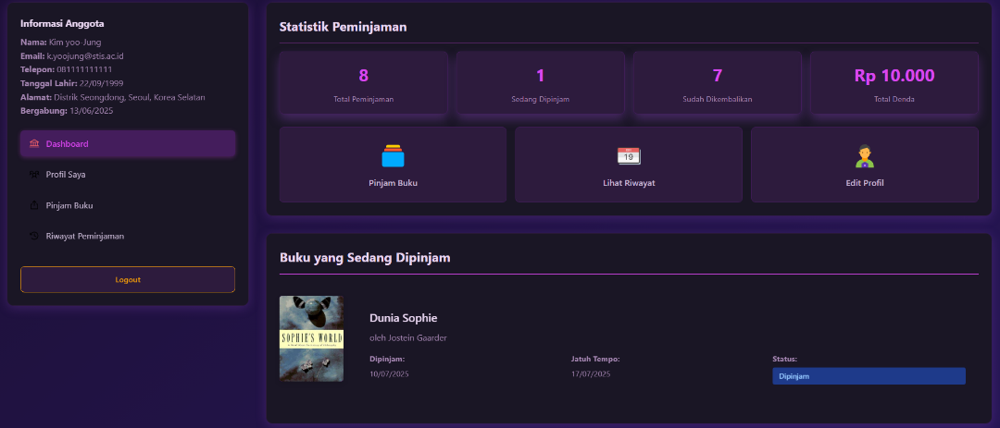 Informasi Anggota
Nama: Kim yoo-Jung
Email: k.yoojung@stis.ac.id
Telepon: 081111111111
Tanggal Lahir: 22/09/1999
Alamat: Distrik Seongdong, Seoul, Korea Selatan
Bergabung: 13/06/2025
Dashboard
Profil Saya
Pinjam Buku
Riwayat Peminjaman
Logout
Statistik Peminjaman
8
Total Peminjaman
1
Sedang Dipinjam
7
Sudah Dikembalikan
Rp 10.000
Total Denda
Pinjam Buku
19
Lihat Riwayat
Edit Profil
Buku yang Sedang Dipinjam
SOPHIE'S WORLD
Dunia Sophie
oleh Jostein Gaarder
Dipinjam:
10/07/2025
Jatuh Tempo:
17/07/2025
Status:
Dipinjam